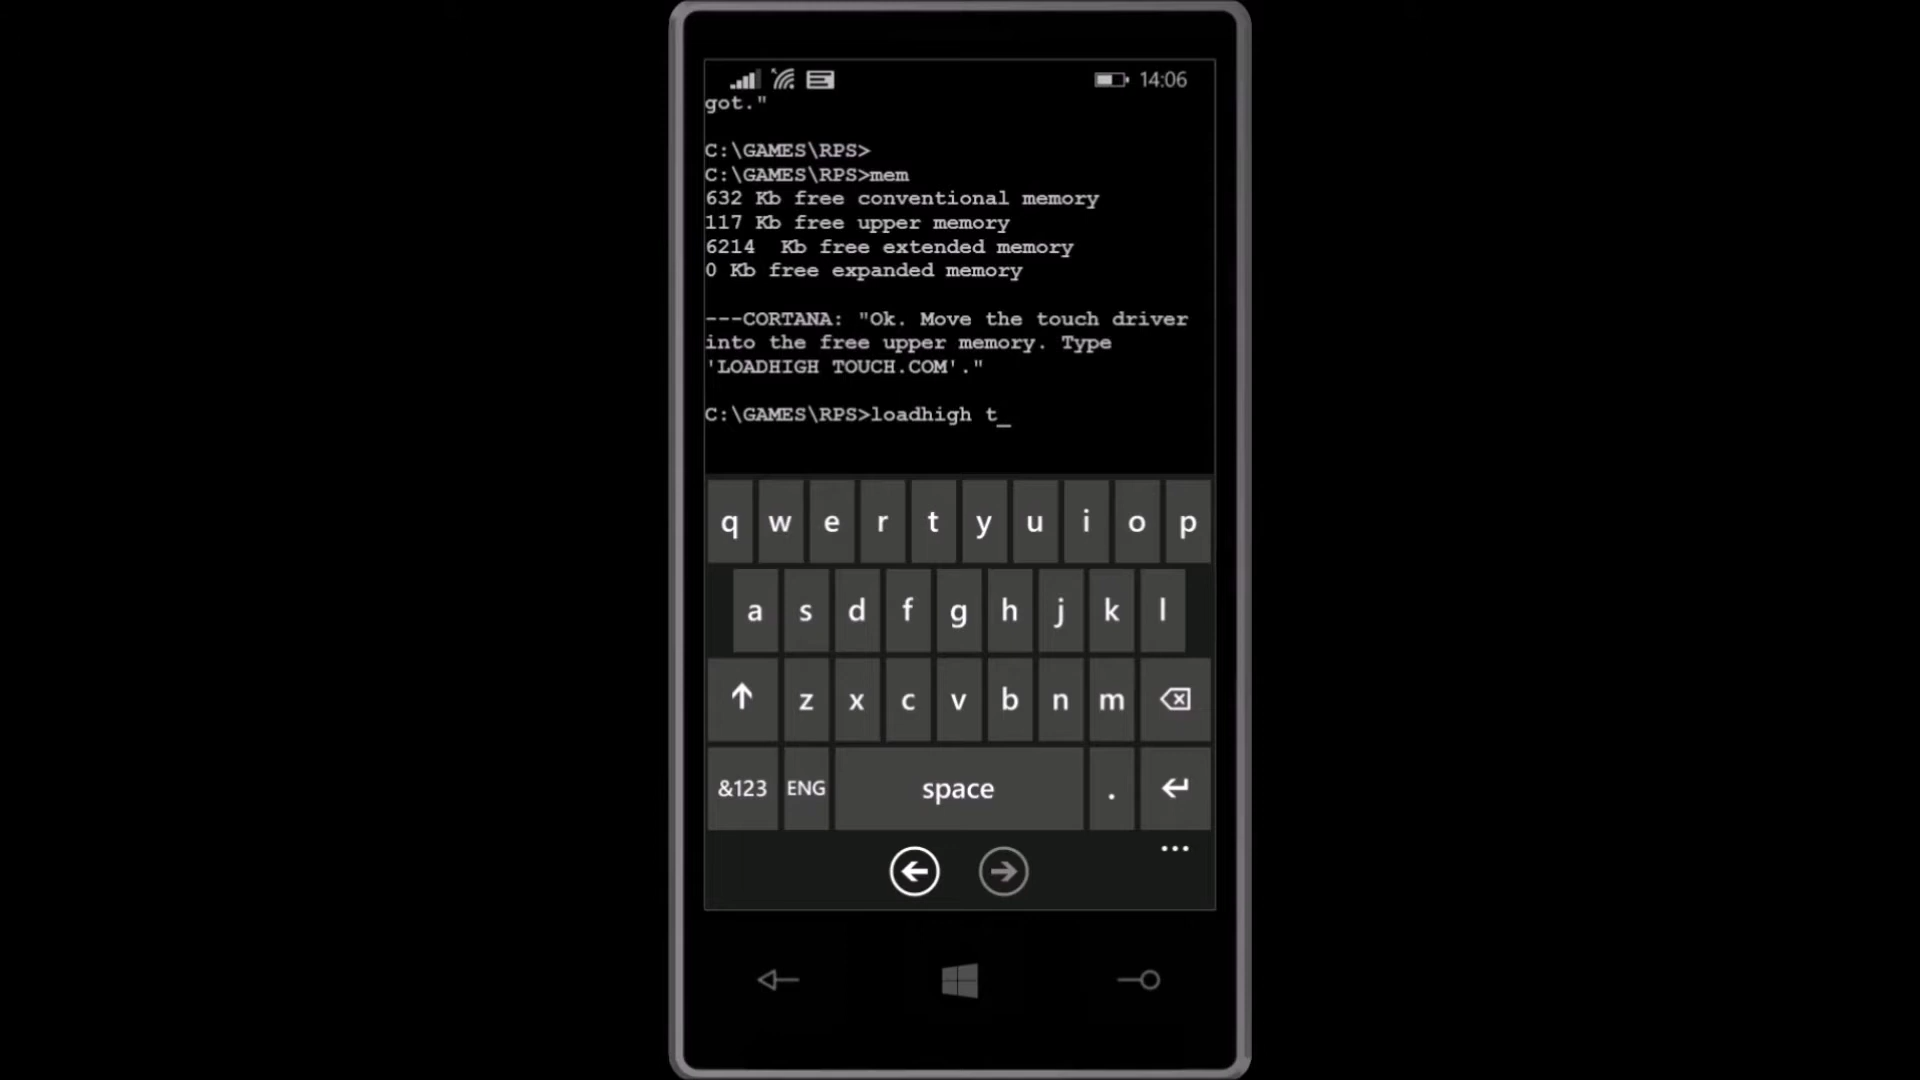 14:06
got."
C:\GAMES\RPS>
C:\GAMES\RPS>mem
632 Kb free conventional memory
117 Kb free upper memory
6214  Kb free extended memory
0 Kb free expanded memory
---CORTANA: "Ok. Move the touch driver
into the free upper memory. Type
'LOADHIGH TOUCH.COM'."
C:\GAMES\RPS>loadhigh t_
q w e r t y u i o p
a s d f g h j k l
z x c v b n m
&123 ENG space .